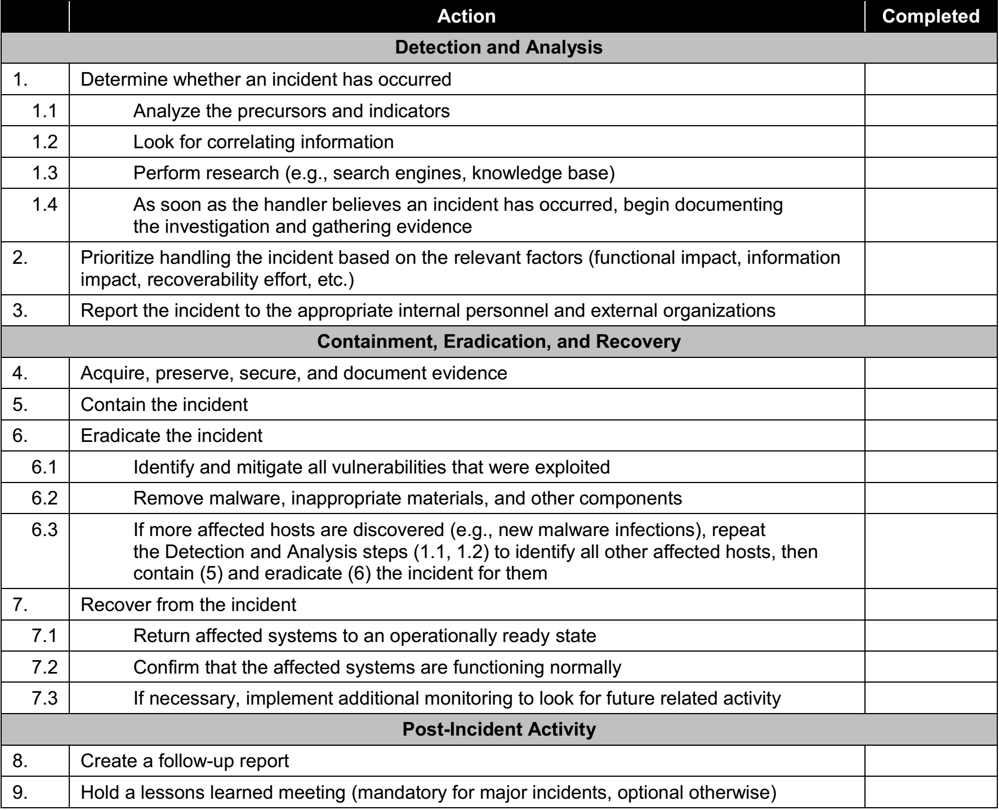 Action Completed
Detection and Analysis
1. Determine whether an incident has occurred
1.1 Analyze the precursors and indicators
1.2 Look for correlating information
1.3 Perform research (e.g., search engines, knowledge base)
1.4 As soon as the handler believes an incident has occurred, begin documenting
the investigation and gathering evidence
2. Prioritize handling the incident based on the relevant factors (functional impact, information
impact, recoverability effort, etc.)
3. Report the incident to the appropriate internal personnel and external organizations
Containment, Eradication, and Recovery
4. Acquire, preserve, secure, and document evidence
5. Contain the incident
6. Eradicate the incident
6.1 Identify and mitigate all vulnerabilities that were exploited
6.2 Remove malware, inappropriate materials, and other components
6.3 If more affected hosts are discovered (e.g., new malware infections), repeat
the Detection and Analysis steps (1.1, 1.2) to identify all other affected hosts, then
contain (5) and eradicate (6) the incident for them
7. Recover from the incident
7.1 Return affected systems to an operationally ready state
7.2 Confirm that the affected systems are functioning normally
7.3 If necessary, implement additional monitoring to look for future related activity
Post-Incident Activity
8. Create a follow-up report
9. Hold a lessons learned meeting (mandatory for major incidents, optional otherwise)